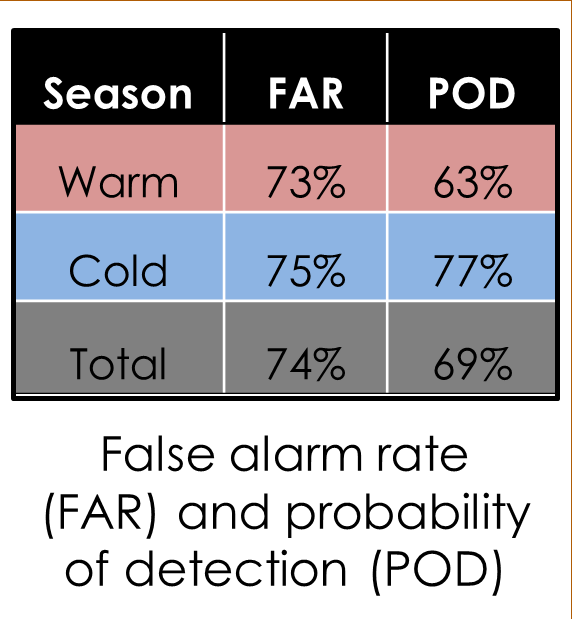 Season FAR POD
Warm 73% 63%
Cold 75% 77%
Total 74% 69%
False alarm rate
(FAR) and probability
of detection (POD)